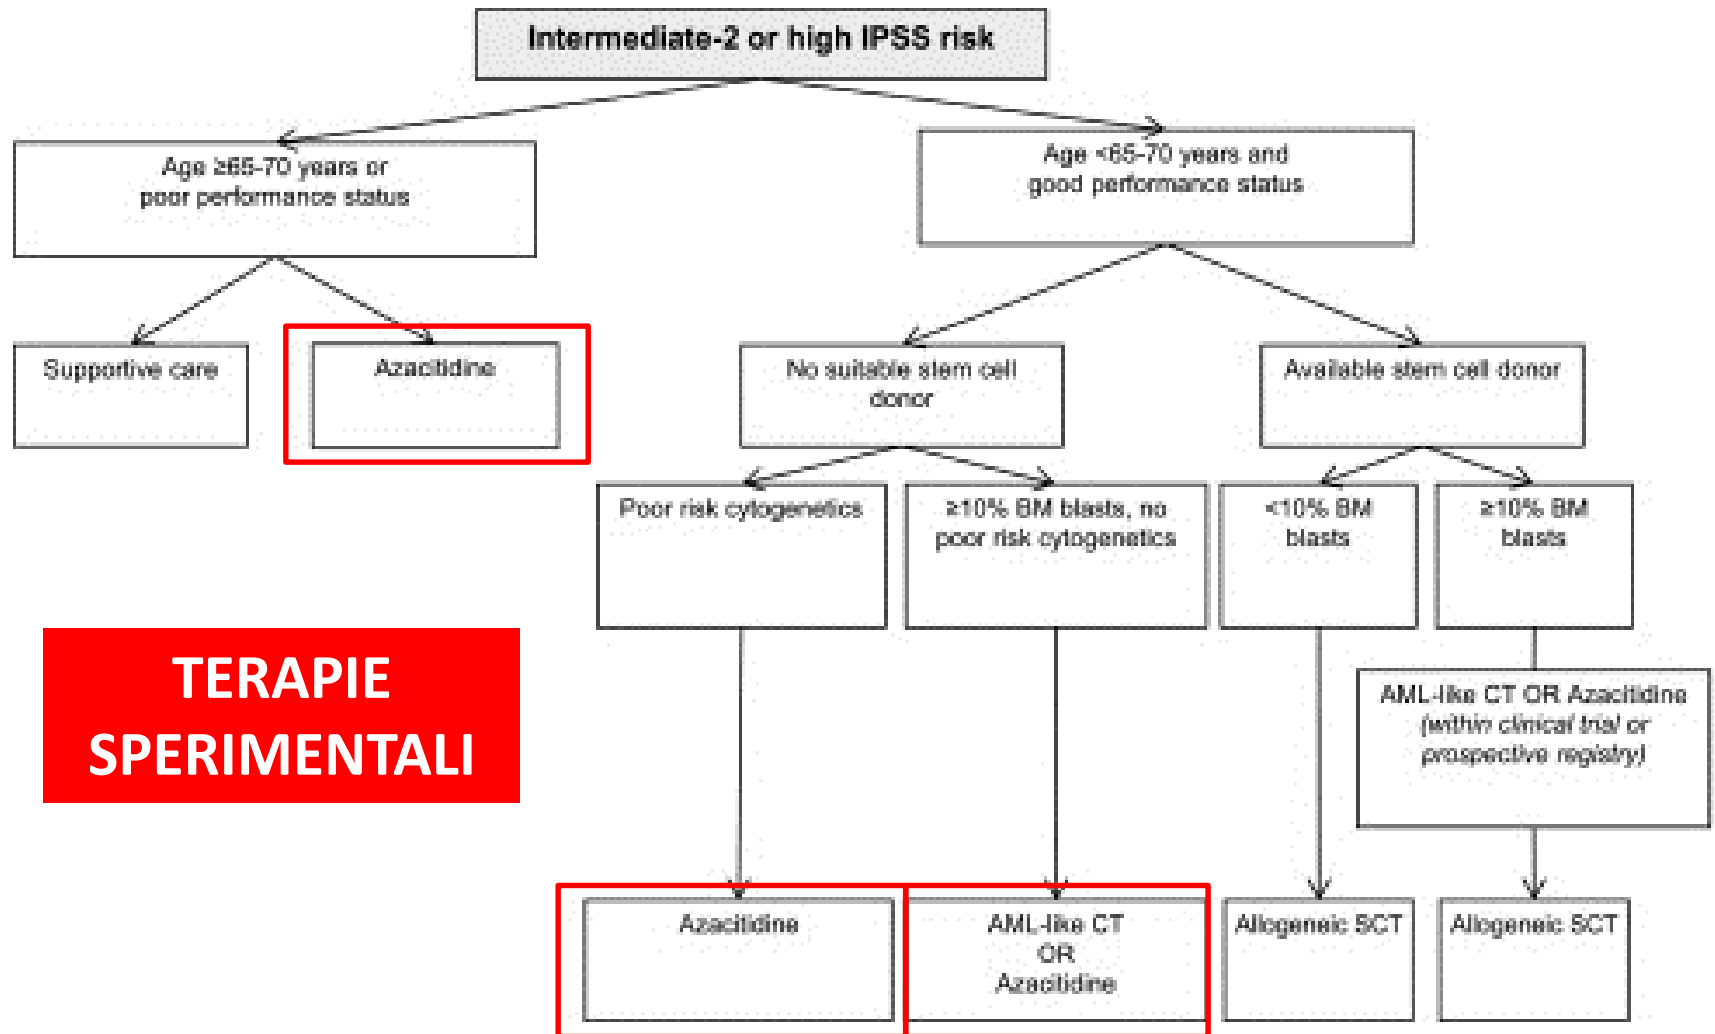 Intermediate-2 or high IPSS risk
Age ≥65-70 years or
poor performance status
Age <65-70 years and
good performance status
Supportive care
Azacitidine
No suitable stem cell
donor
Available stem cell donor
Poor risk cytogenetics
≥10% BM blasts, no
poor risk cytogenetics
<10% BM
blasts
≥10% BM
blasts
TERAPIE
SPERIMENTALI
AML-like CT OR Azacitidine
(within clinical trial or
prospective registry)
Azacitidine
AML-like CT
OR
Azacitidine
Allogeneic SCT
Allogeneic SCT